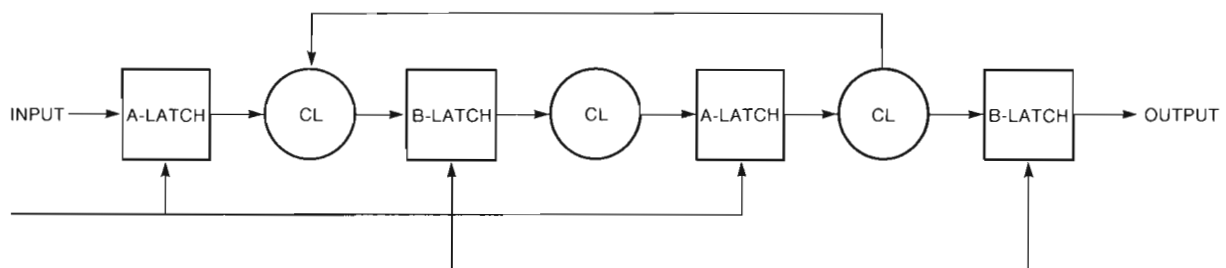 INPUT
A-LATCH
CL
B-LATCH
CL
A-LATCH
CL
B-LATCH
OUTPUT